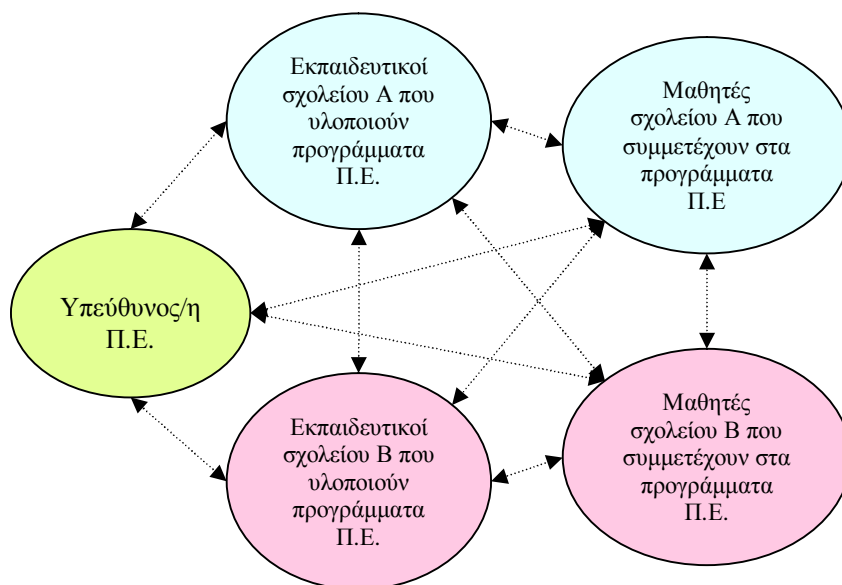 Εκπαιδευτικοί
σχολείου Α που
υλοποιούν
προγράμματα
Π.Ε.
Μαθητές
σχολείου Α που
συμμετέχουν στα
προγράμματα
Π.Ε
Υπεύθυνος/η
Π.Ε.
Εκπαιδευτικοί
σχολείου Β που
υλοποιούν
προγράμματα
Π.Ε.
Μαθητές
σχολείου Β που
συμμετέχουν στα
προγράμματα
Π.Ε.